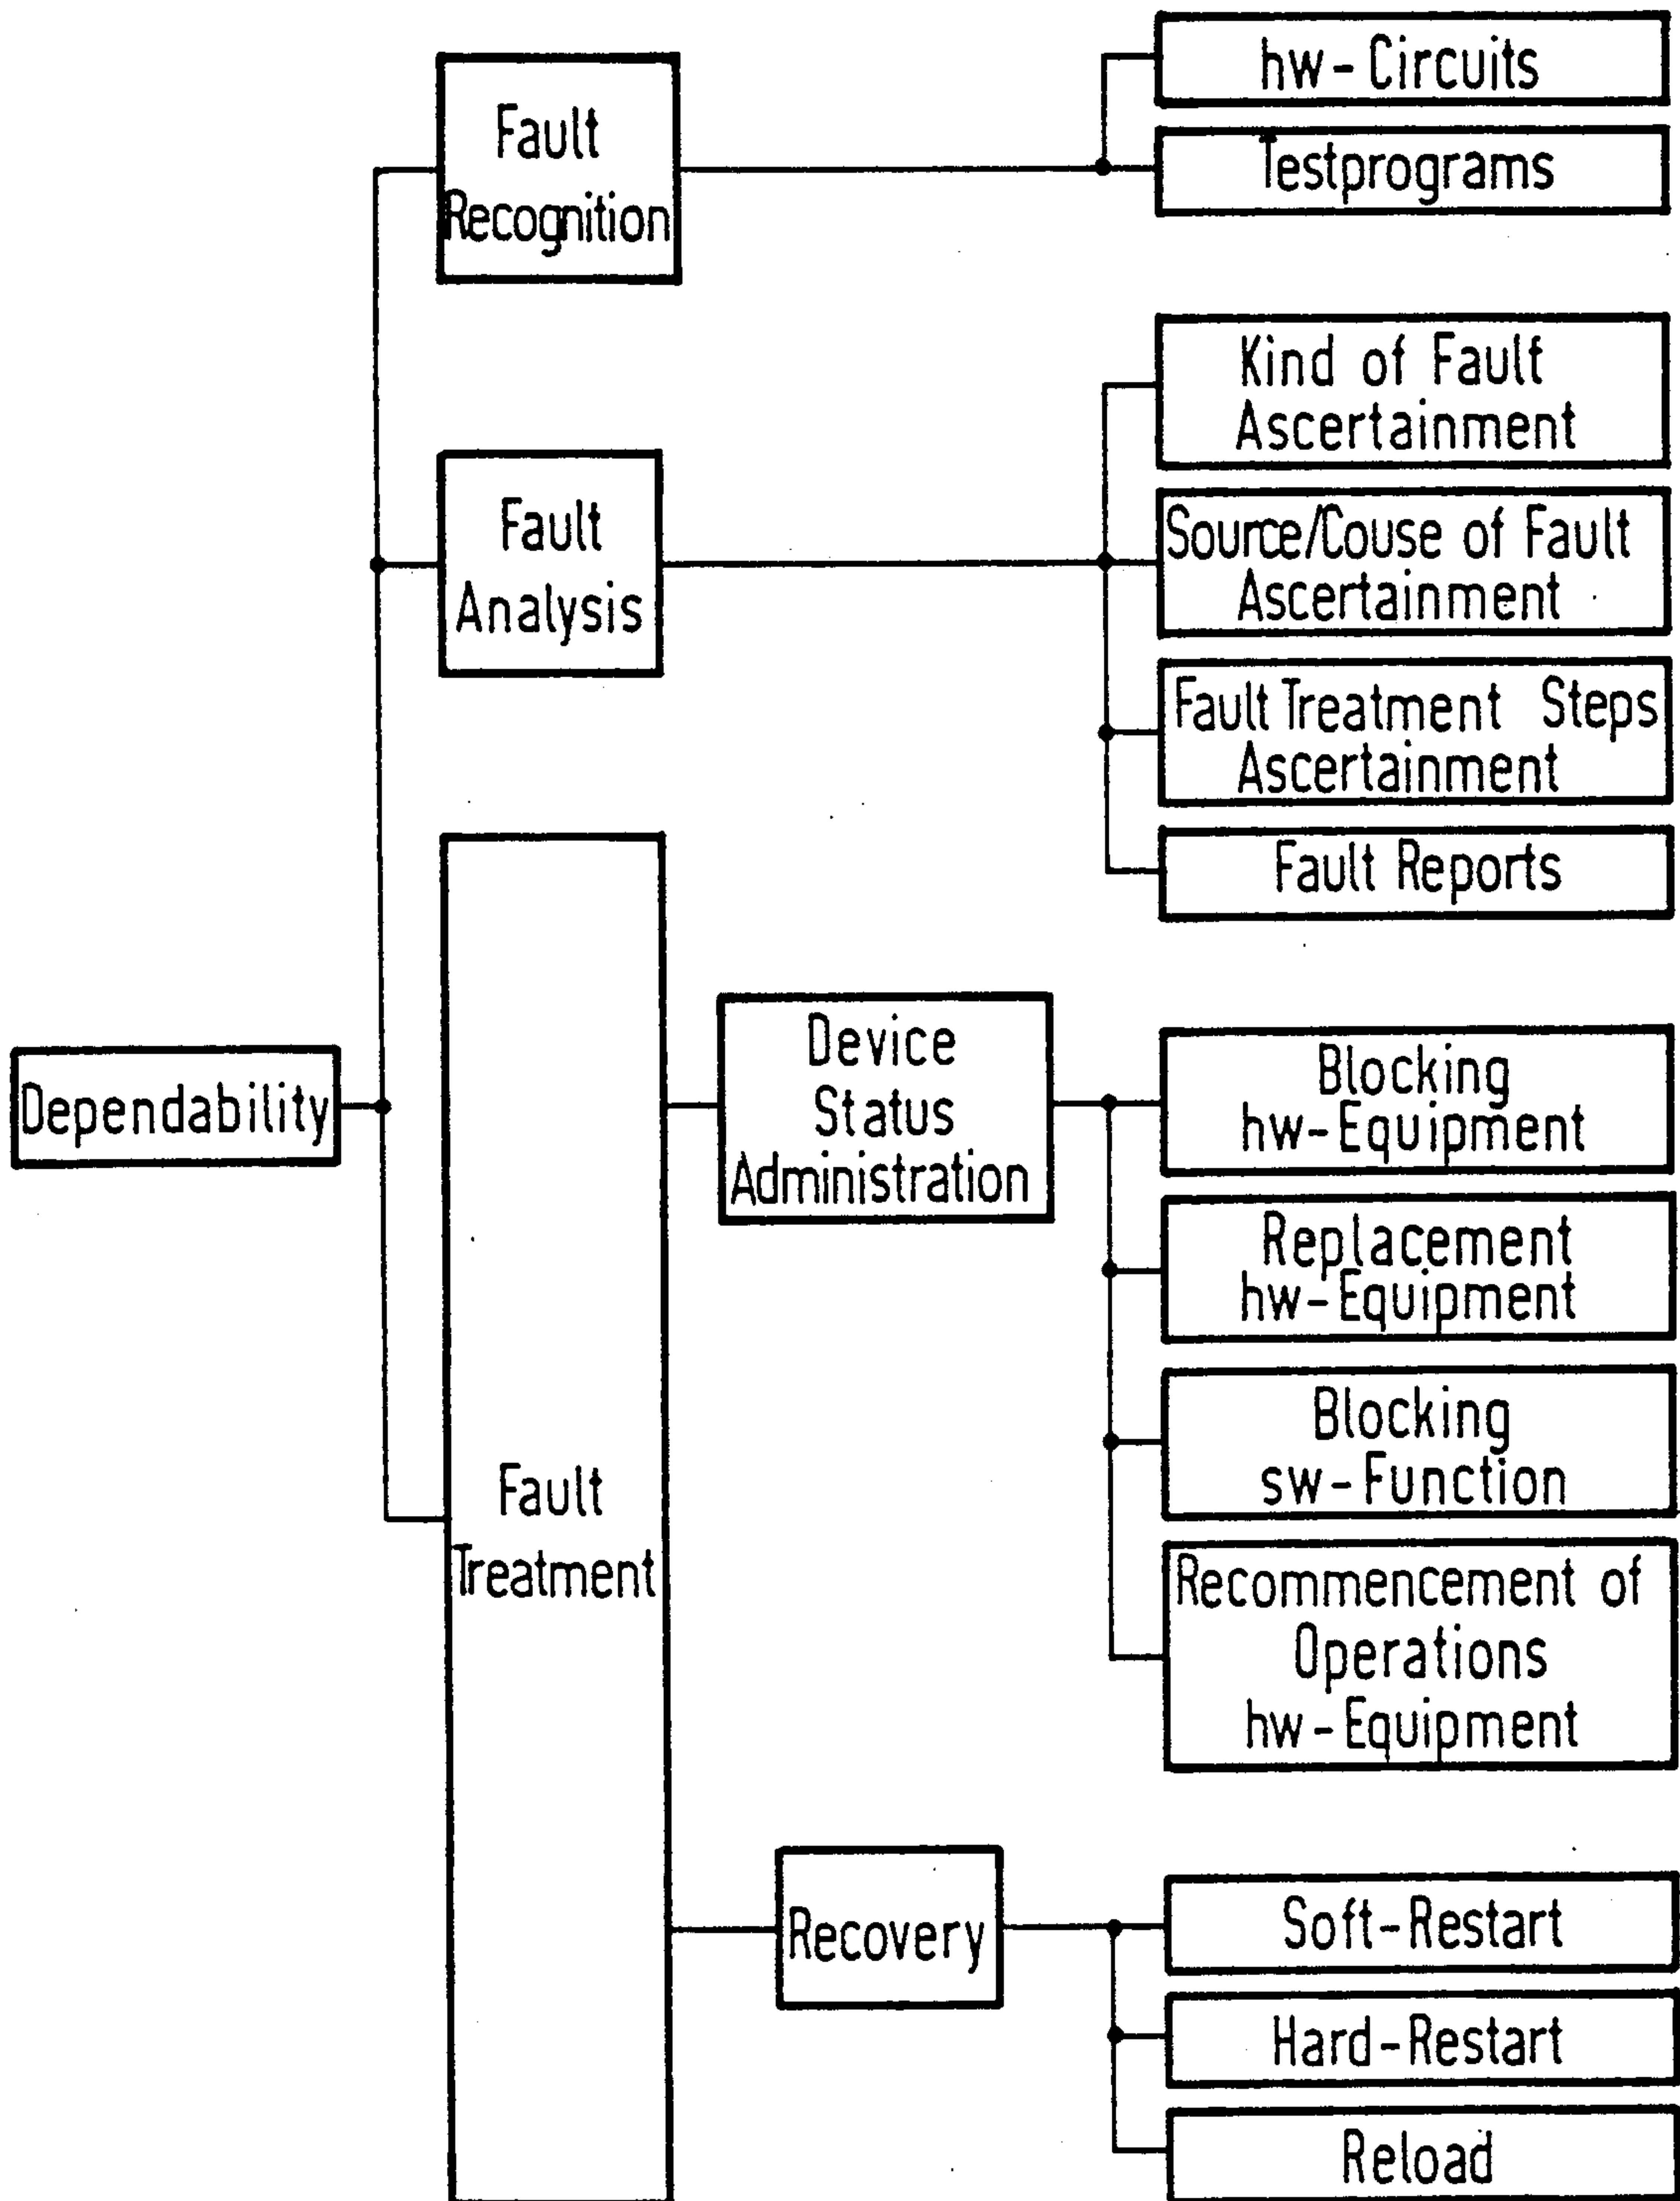 hw-Circuits
Fault
Recognition
Testprograms
Kind of Fault
Ascertainment
Fault
Analysis
Source/Couse of Fault
Ascertainment
Fault Treatment Steps
Ascertainment
Fault Reports
Dependability
Fault
Treatment
Device
Status
Administration
Blocking
hw-Equipment
Replacement
hw-Equipment
Blocking
sw-Function
Recommencement of
Operations
hw-Equipment
Recovery
Soft-Restart
Hard-Restart
Reload